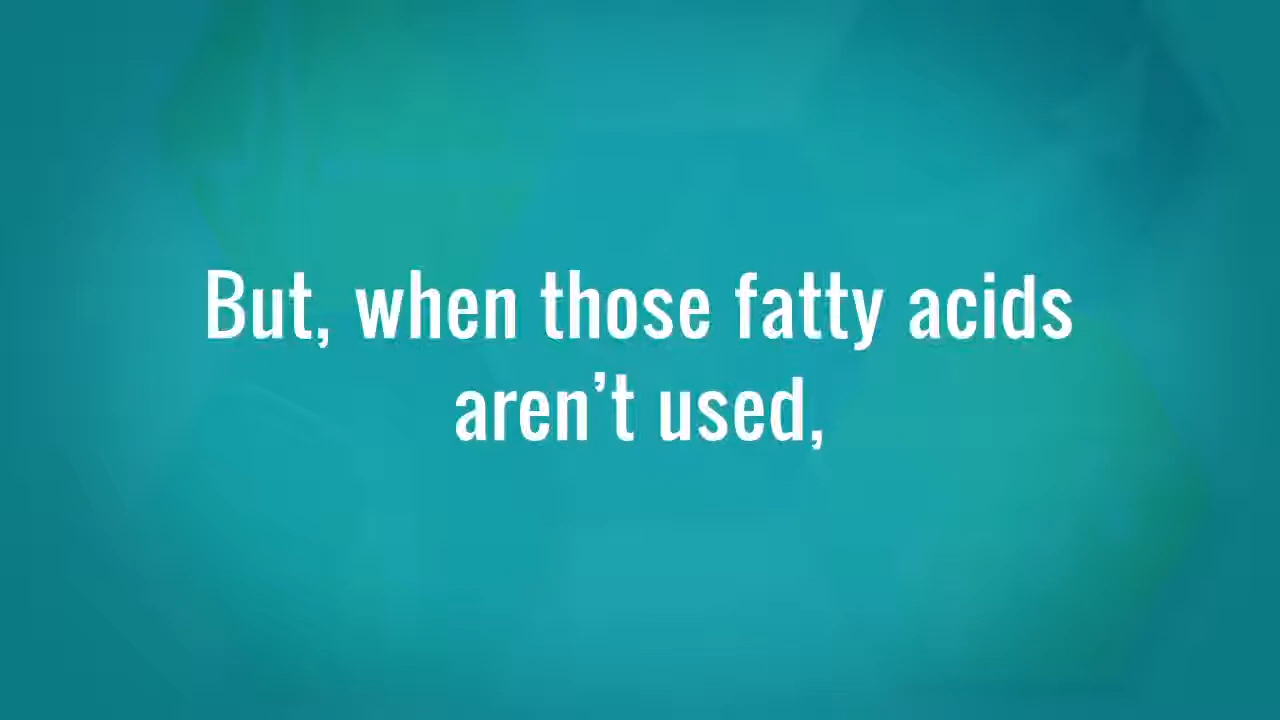 But, when those fatty acids
aren’t used,